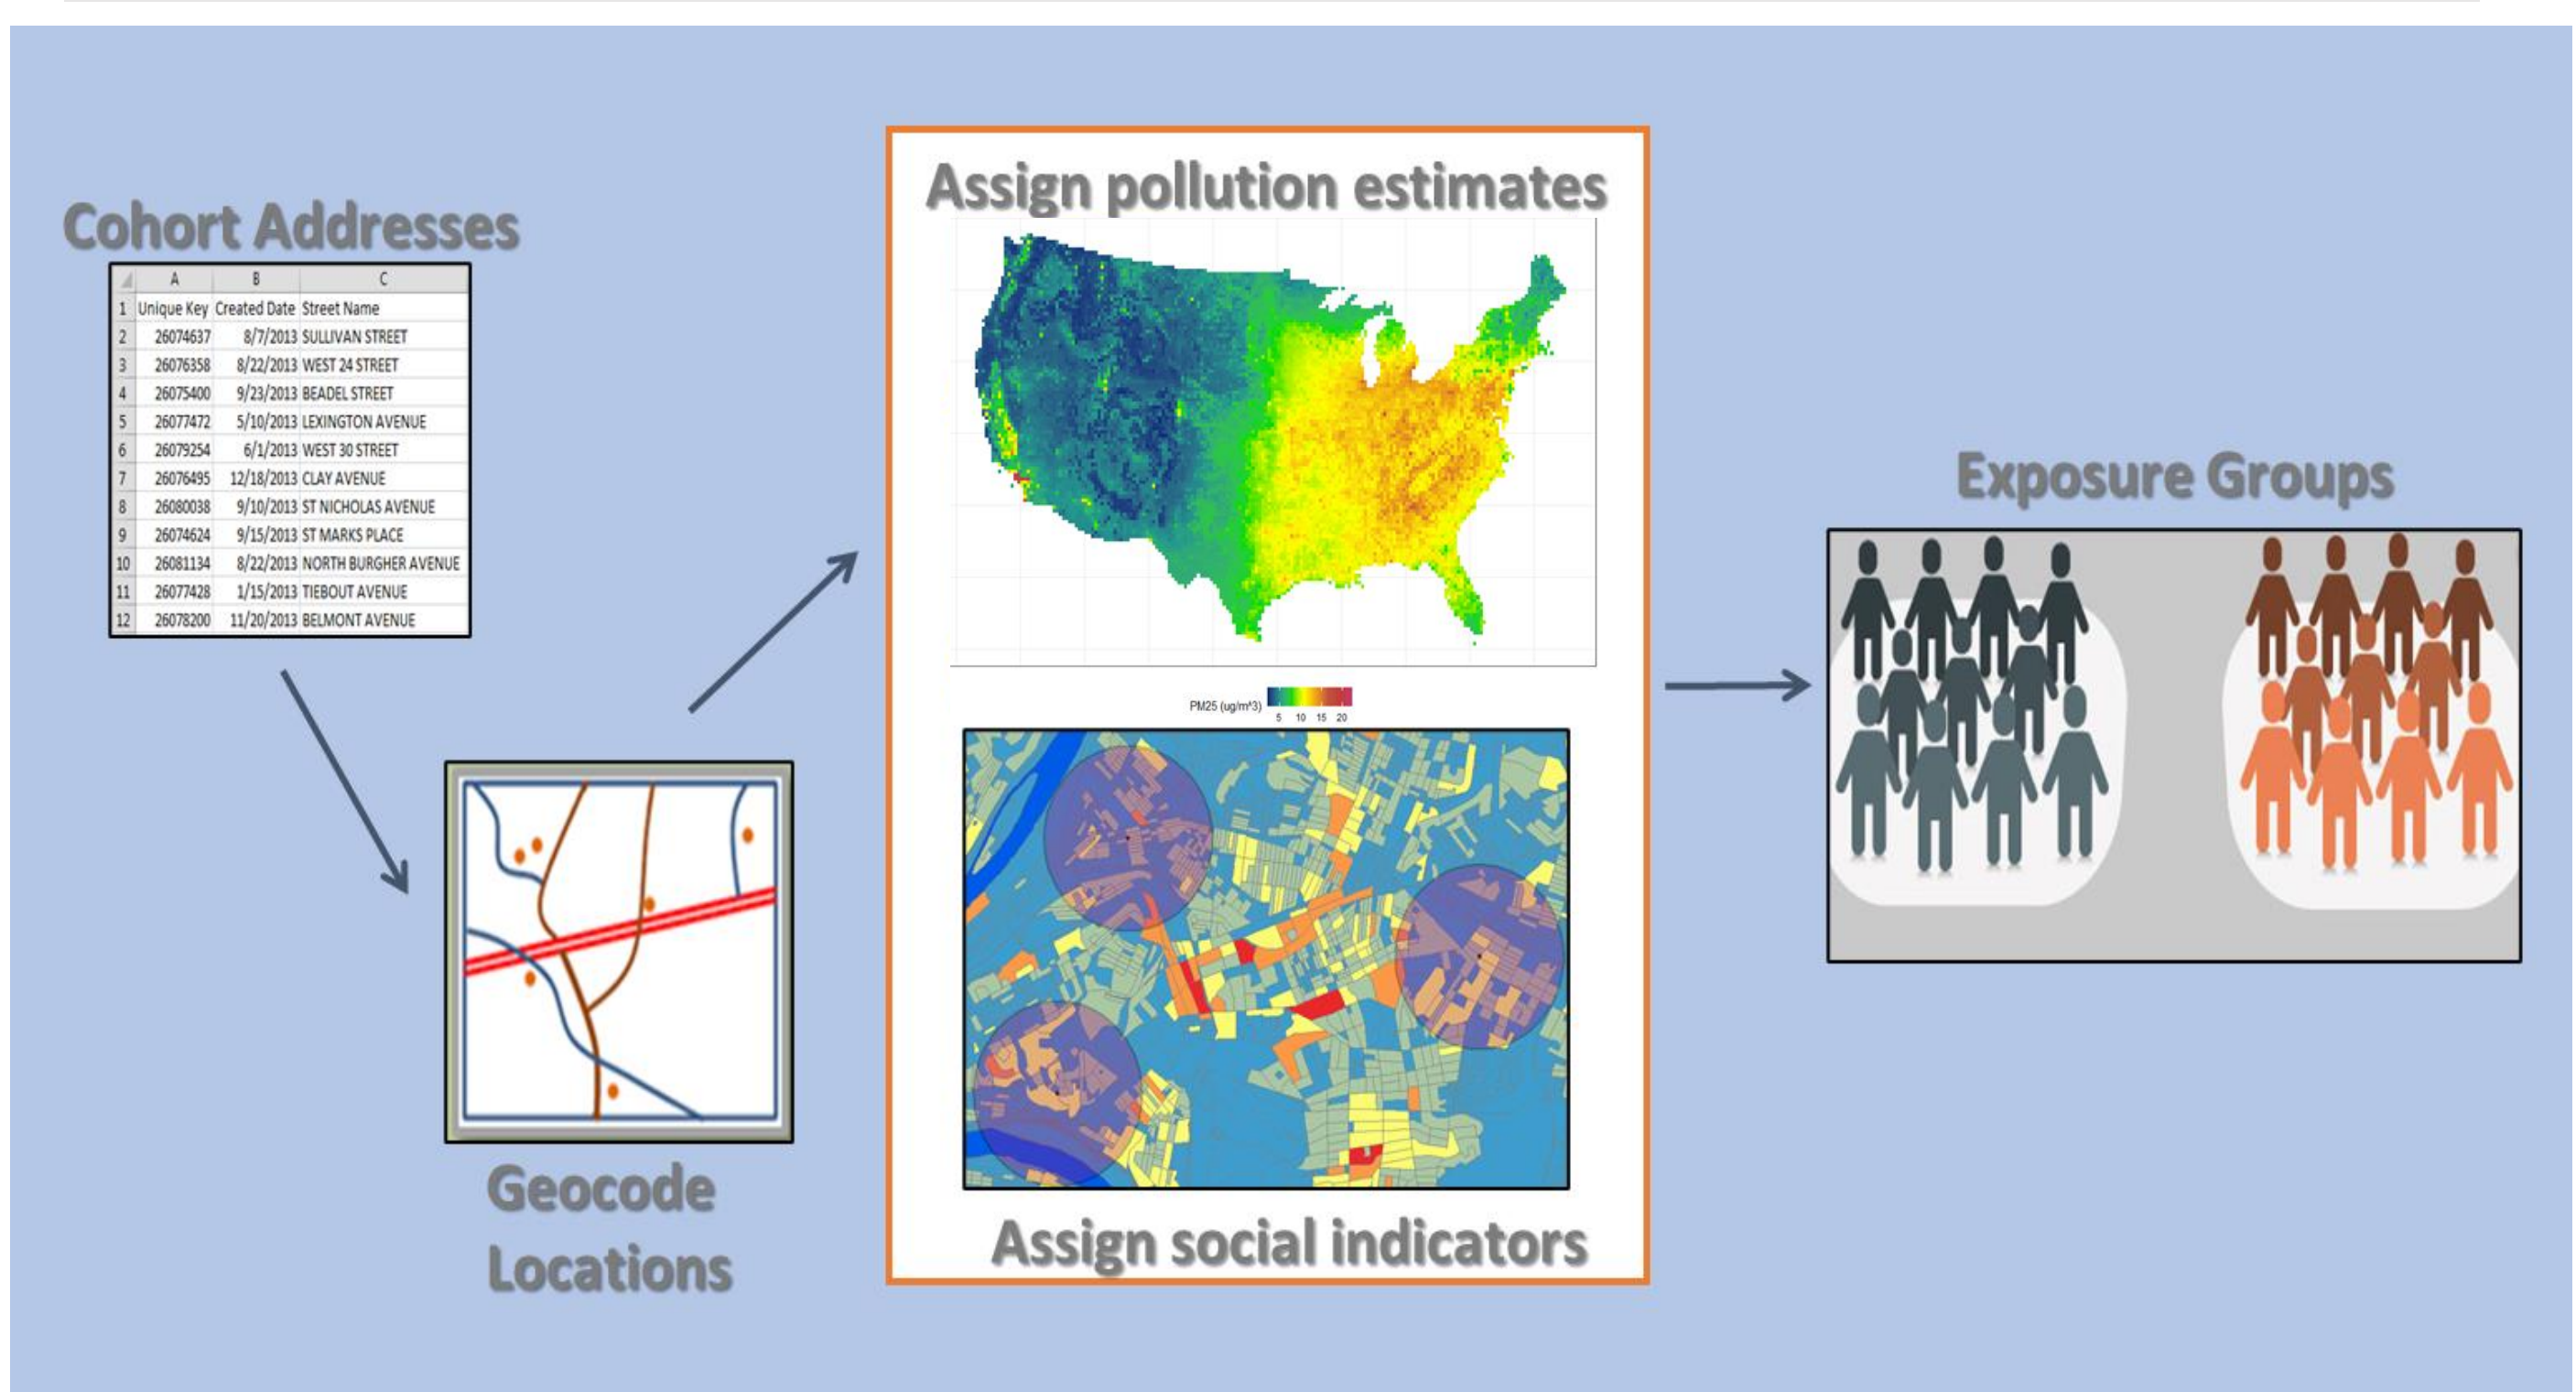 Cohort Addresses
A B C
1 Unique Key Created Date Street Name
2 26074637 8/7/2013 SULLIVAN STREET
3 26076358 8/22/2013 WEST 24 STREET
4 26075400 9/23/2013 BEADEL STREET
5 26077472 5/10/2013 LEXINGTON AVENUE
6 26079254 6/1/2013 WEST 30 STREET
7 26076495 12/18/2013 CLAY AVENUE
8 26080038 9/10/2013 ST NICHOLAS AVENUE
9 26074624 9/15/2013 ST MARKS PLACE
10 26081134 8/22/2013 NORTH BURGHER AVENUE
11 26077428 1/15/2013 TIEBOUT AVENUE
12 26078200 11/20/2013 BELMONT AVENUE
Geocode
Locations
Assign pollution estimates
PM25 (ug/m^3)
5 10 15 20
Assign social indicators
Exposure Groups